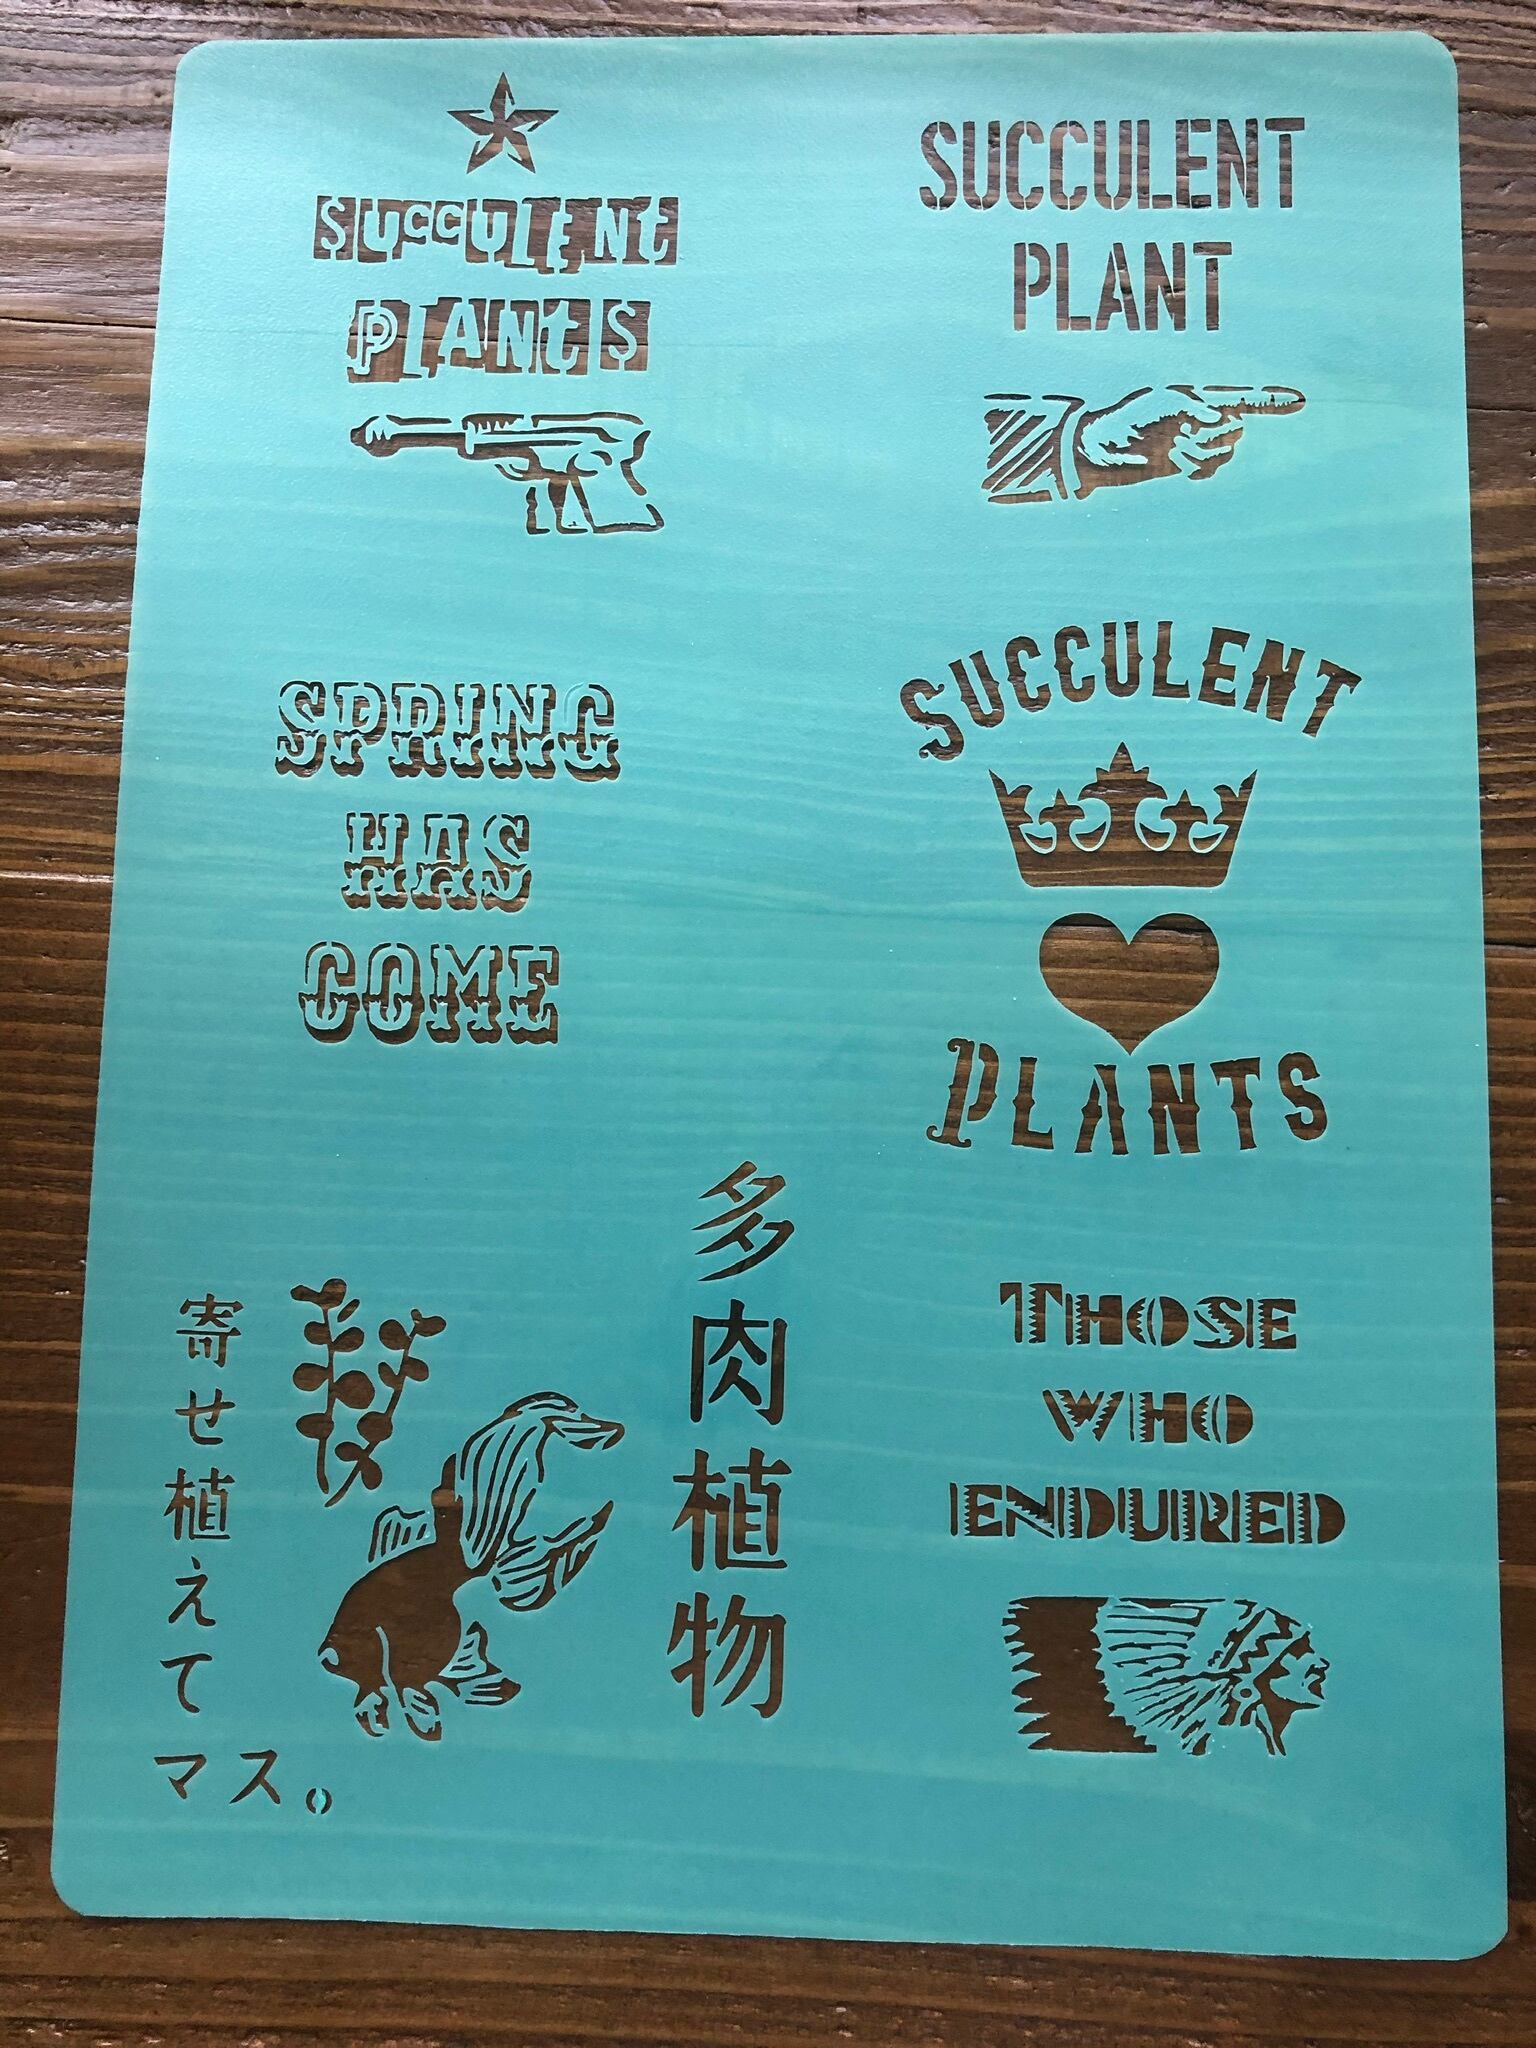 SUCCULENt
PLANtS
SUCCULENT
PLANT
SPRING
HAS
COME
SUCCULENT
PLANTS
多肉植物
寄せ植えて
マス。
THOSE
WHO
ENDURED